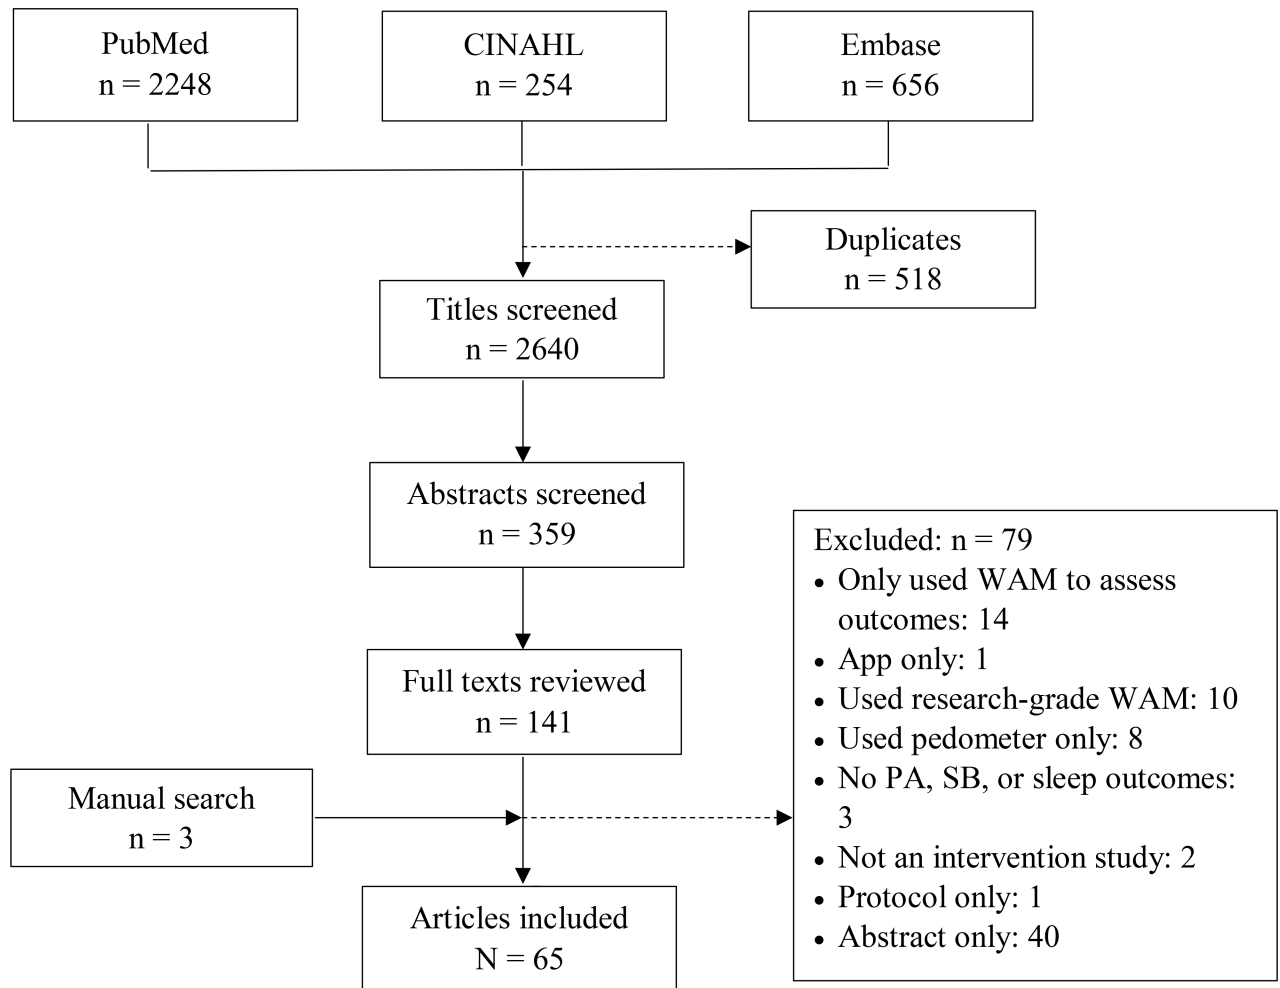 PubMed
n = 2248
CINAHL
n = 254
Embase
n = 656
Duplicates
n = 518
Titles screened
n = 2640
Abstracts screened
n = 359
Full texts reviewed
n = 141
Manual search
n = 3
Excluded: n = 79
• Only used WAM to assess
outcomes: 14
• App only: 1
• Used research-grade WAM: 10
• Used pedometer only: 8
• No PA, SB, or sleep outcomes:
3
• Not an intervention study: 2
• Protocol only: 1
• Abstract only: 40
Articles included
N = 65